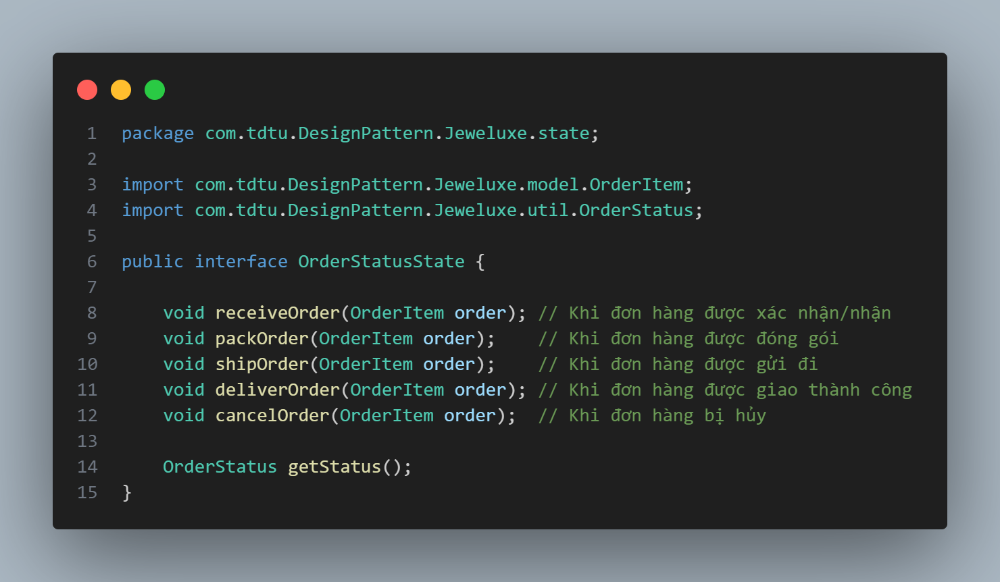 1 package com.tdtu.DesignPattern.Jeweluxe.state;
2
3 import com.tdtu.DesignPattern.Jeweluxe.model.OrderItem;
4 import com.tdtu.DesignPattern.Jeweluxe.util.OrderStatus;
5
6 public interface OrderStatusState {
7
8     void receiveOrder(OrderItem order); // Khi đơn hàng được xác nhận/nhận
9     void packOrder(OrderItem order);    // Khi đơn hàng được đóng gói
10     void shipOrder(OrderItem order);    // Khi đơn hàng được gửi đi
11     void deliverOrder(OrderItem order); // Khi đơn hàng được giao thành công
12     void cancelOrder(OrderItem order);  // Khi đơn hàng bị hủy
13
14     OrderStatus getStatus();
15 }